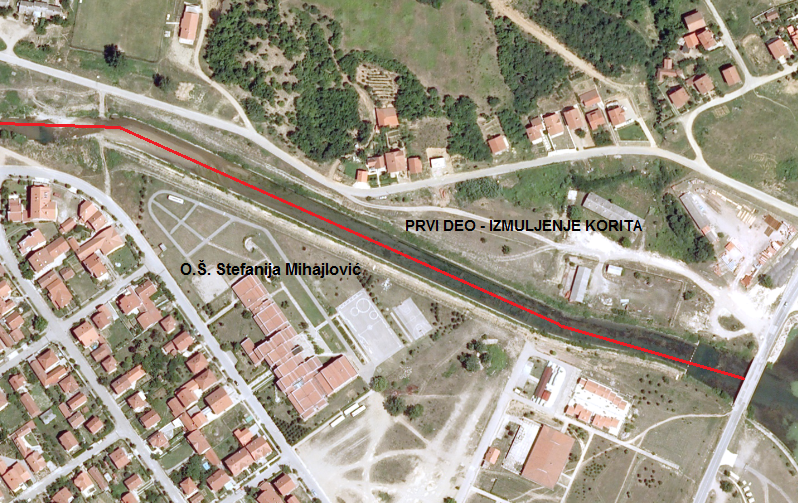 PRVI DEO - IZMULJENJE KORITA
O.Š. Stefanija Mihajlović